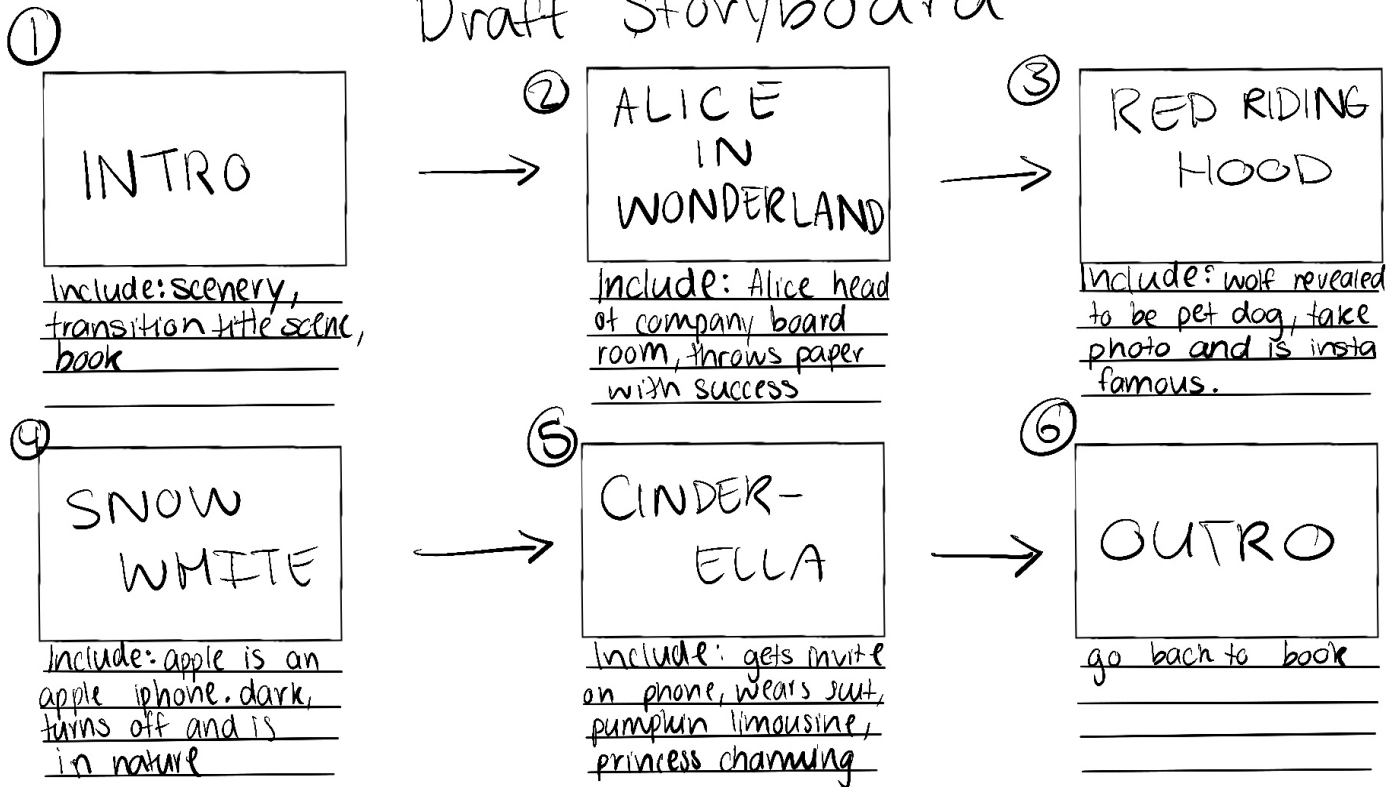 Draft Storyboard
1
INTRO
Include: scenery,
transition title scene,
book
2
ALICE
IN
WONDERLAND
Include: Alice head
of company board
room, throws paper
with success
3
RED RIDING
HOOD
Include: wolf revealed
to be pet dog, take
photo and is insta
famous.
4
SNOW
WHITE
Include: apple is an
apple iphone. dark,
turns off and is
in nature
5
CINDER-
ELLA
Include: gets invite
on phone, wears suit,
pumpkin limousine,
princess charming
6
OUTRO
go back to book